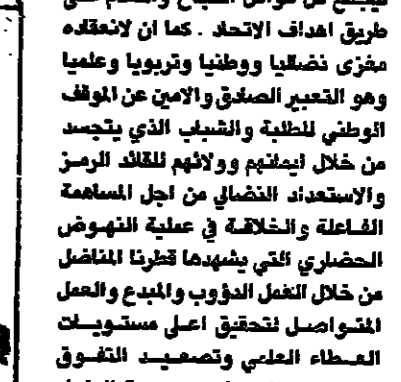 طريق اهداف الاتحاد . كما ان لانعقاده
مغزى نضاليا ووطنيا وتربويا وعلميا
وهو التعبير الصادق والامين عن الموقف
الوطني للطلبة والشباب الذي يتجسد
من خلال ايمانهم وولائهم للقائد الرمز
والاستعداد النضالي من اجل المساهمة
الفاعلة والخلاقة في عملية النهوض
الحضاري التي يشهدها قطرنا المناضل
من خلال العمل الدؤوب والمبدع والعمل
المتواصل لتحقيق اعلى مستويات
العطاء العلمي وتصعيد التفوق